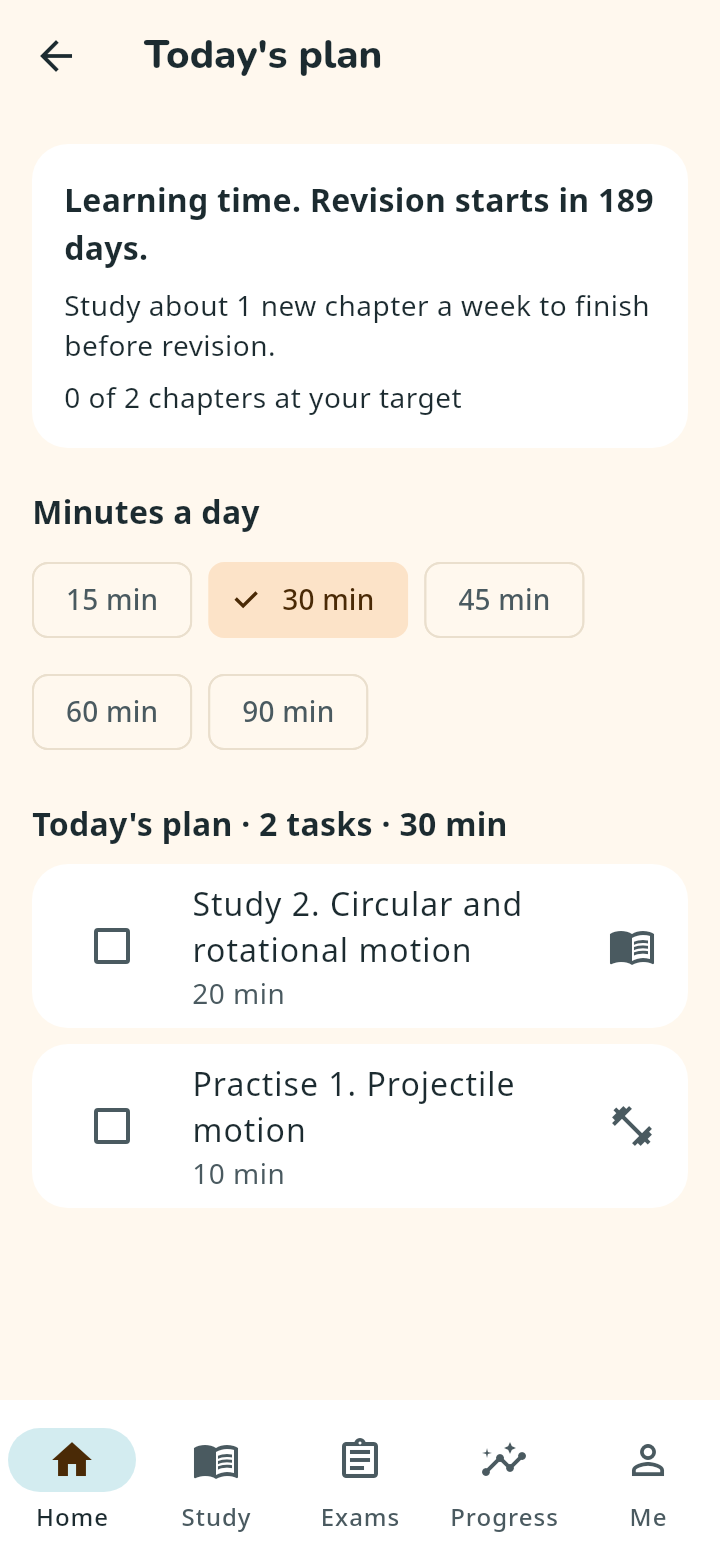 Today's plan
Learning time. Revision starts in 189
days.
Study about 1 new chapter a week to finish
before revision.
0 of 2 chapters at your target
Minutes a day
15 min
30 min
45 min
60 min
90 min
Today's plan · 2 tasks · 30 min
Study 2. Circular and
rotational motion
20 min
Practise 1. Projectile
motion
10 min
Home
Study
Exams
Progress
Me